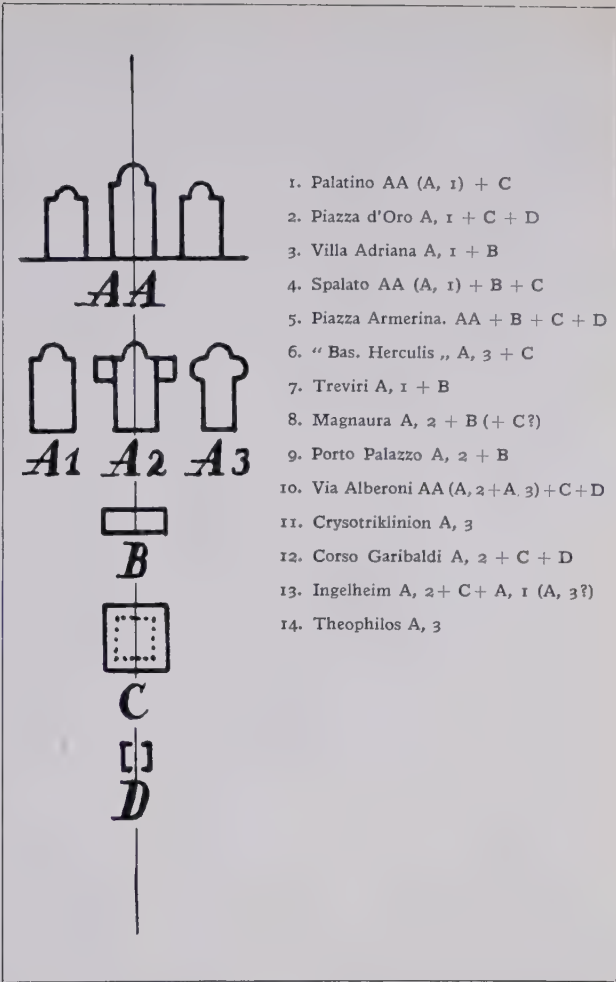 AA
A1 A2 A3
B
C
D
1. Palatino AA (A, 1) + C
2. Piazza d'Oro A, 1 + C + D
3. Villa Adriana A, 1 + B
4. Spalato AA (A, 1) + B + C
5. Piazza Armerina. AA + B + C + D
6. “ Bas. Herculis „ A, 3 + C
7. Treviri A, 1 + B
8. Magnaura A, 2 + B (+ C?)
9. Porto Palazzo A, 2 + B
10. Via Alberoni AA (A, 2+A, 3)+C+D
11. Crysotriklinion A, 3
12. Corso Garibaldi A, 2 + C + D
13. Ingelheim A, 2+ C+ A, 1 (A, 3?)
14. Theophilos A, 3